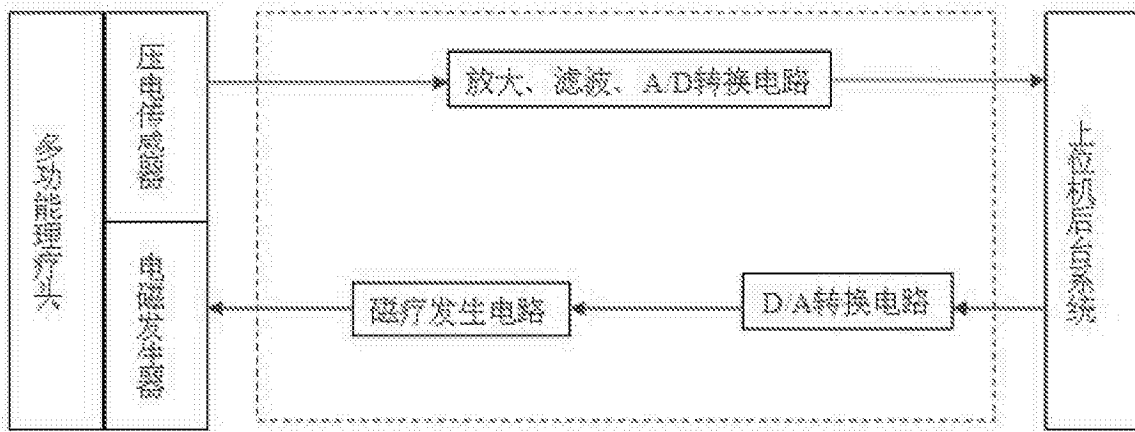 多功能理疗头
压电传感器
放大、滤波、A/D转换电路
上位机后台系统
电磁发生器
磁疗发生电路
D/A转换电路